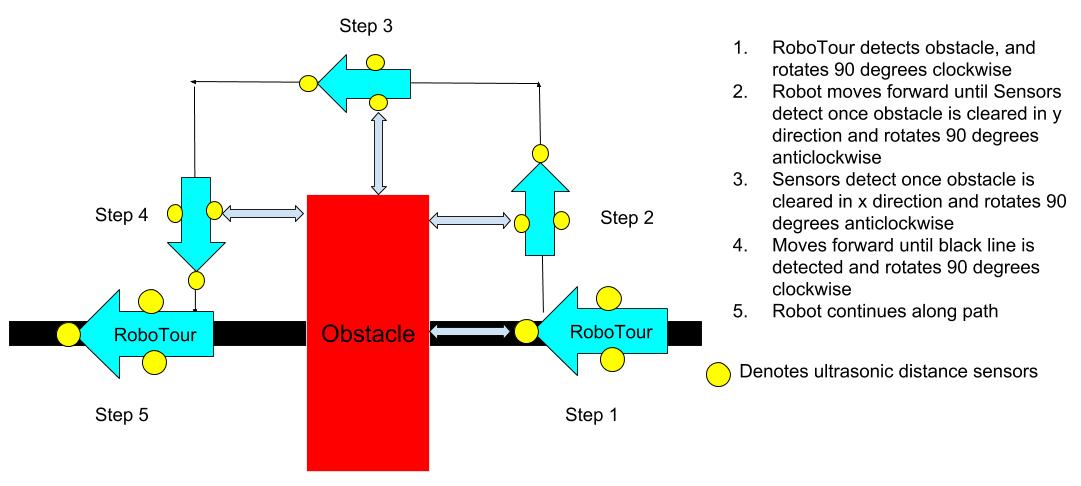 Step 3
Step 4
Step 2
RoboTour
Obstacle
RoboTour
Step 5
Step 1
1. RoboTour detects obstacle, and
rotates 90 degrees clockwise
2. Robot moves forward until Sensors
detect once obstacle is cleared in y
direction and rotates 90 degrees
anticlockwise
3. Sensors detect once obstacle is
cleared in x direction and rotates 90
degrees anticlockwise
4. Moves forward until black line is
detected and rotates 90 degrees
clockwise
5. Robot continues along path
Denotes ultrasonic distance sensors